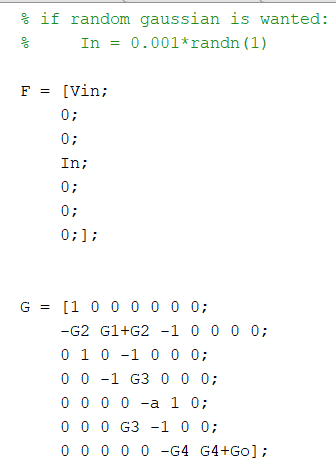 % if random gaussian is wanted:
%     In = 0.001*randn(1)
F = [Vin;
0;
0;
In;
0;
0;
0;];
G = [1 0 0 0 0 0 0;
-G2 G1+G2 -1 0 0 0 0;
0 1 0 -1 0 0 0;
0 0 -1 G3 0 0 0;
0 0 0 0 -a 1 0;
0 0 0 G3 -1 0 0;
0 0 0 0 0 -G4 G4+Go];